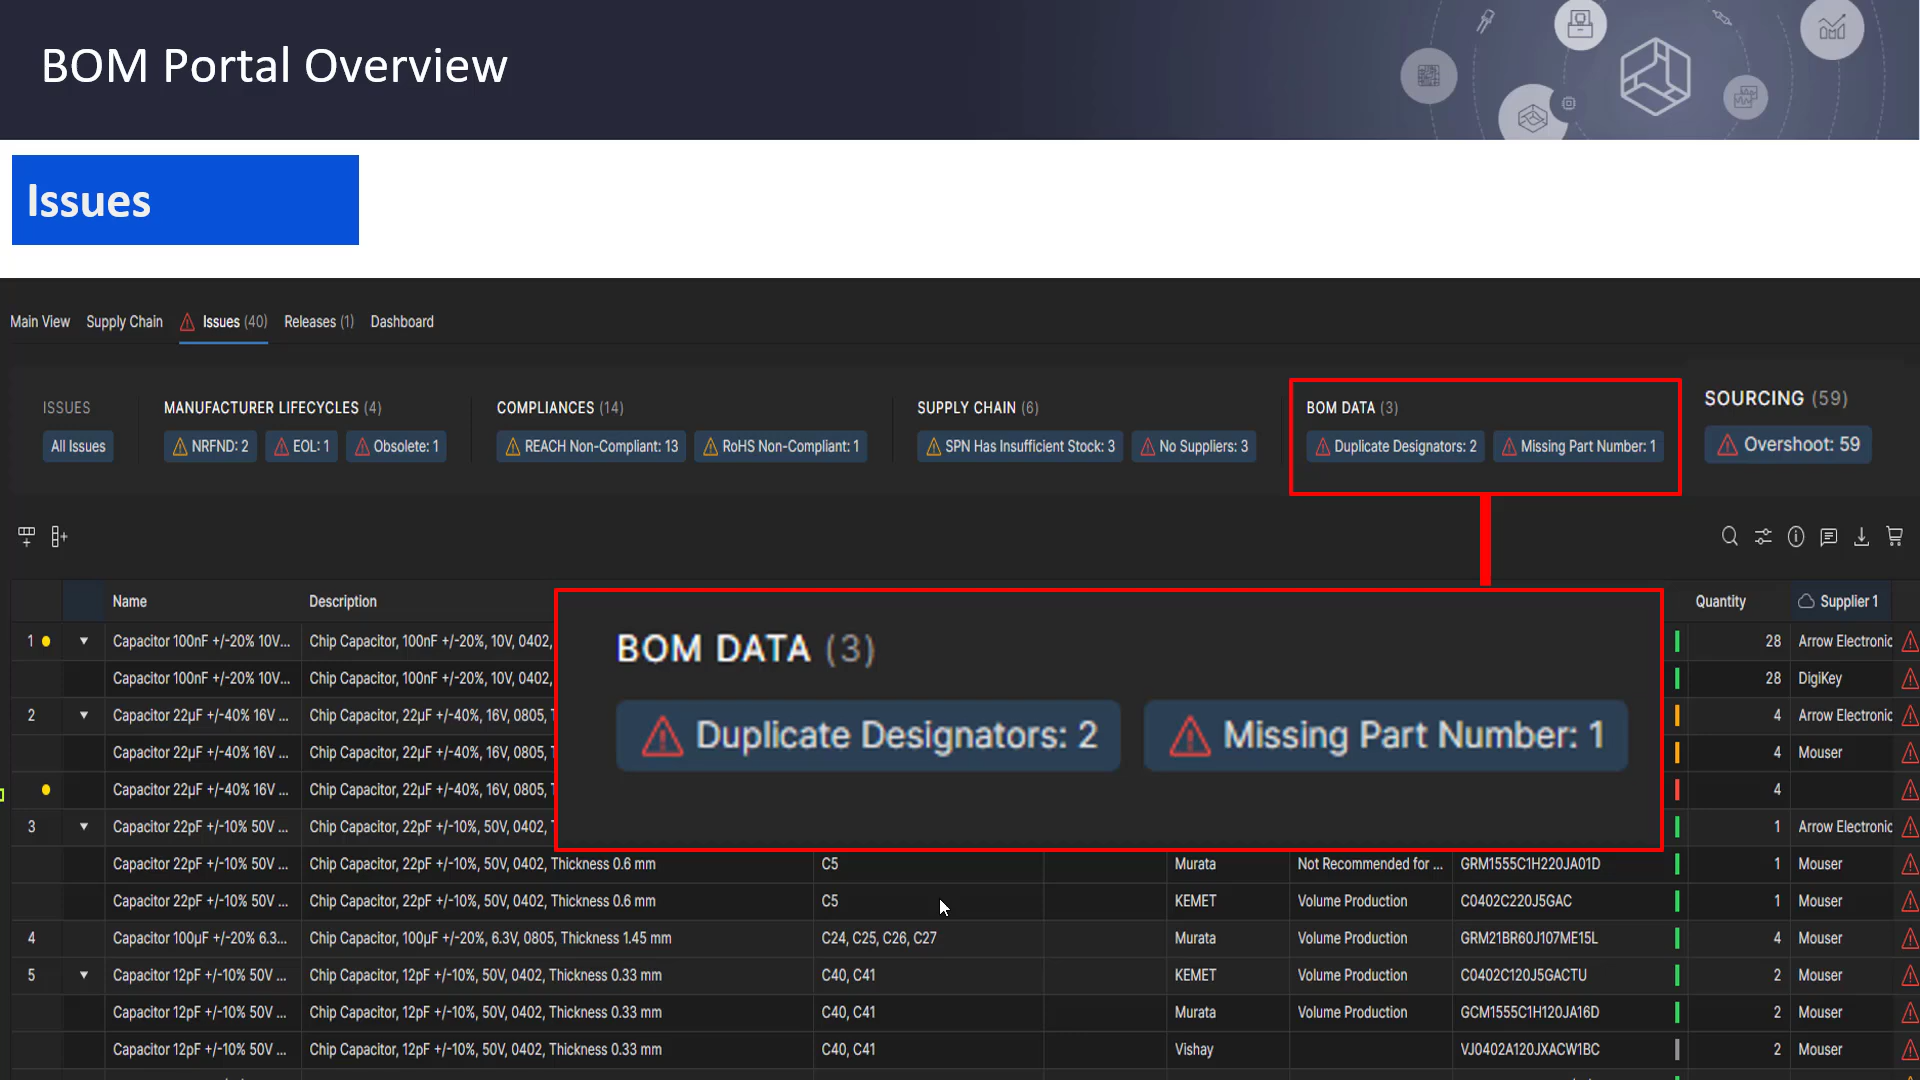 BOM Portal Overview
Issues
Main View Supply Chain Issues (40) Releases (1) Dashboard
ISSUES MANUFACTURER LIFECYCLES (4) COMPLIANCES (14) SUPPLY CHAIN (6) BOM DATA (3) SOURCING (59)
All Issues NRFND: 2 EOL: 1 Obsolete: 1 REACH Non-Compliant: 13 RoHS Non-Compliant: 1 SPN Has Insufficient Stock: 3 No Suppliers: 3 Duplicate Designators: 2 Missing Part Number: 1 Overshoot: 59
Name Description Quantity Supplier 1
BOM DATA (3)
Duplicate Designators: 2 Missing Part Number: 1
1 Capacitor 100nF +/-20% 10V... Chip Capacitor, 100nF +/-20%, 10V, 0402, 28 Arrow Electronic
Capacitor 100nF +/-20% 10V... Chip Capacitor, 100nF +/-20%, 10V, 0402, 28 DigiKey
2 Capacitor 22µF +/-40% 16V ... Chip Capacitor, 22µF +/-40%, 16V, 0805, 4 Arrow Electronic
Capacitor 22µF +/-40% 16V ... Chip Capacitor, 22µF +/-40%, 16V, 0805, 4 Mouser
Capacitor 22µF +/-40% 16V ... Chip Capacitor, 22µF +/-40%, 16V, 0805, 4
3 Capacitor 22pF +/-10% 50V ... Chip Capacitor, 22pF +/-10%, 50V, 0402, 1 Arrow Electronic
Capacitor 22pF +/-10% 50V ... Chip Capacitor, 22pF +/-10%, 50V, 0402, Thickness 0.6 mm C5 Murata Not Recommended for ... GRM1555C1H220JA01D 1 Mouser
Capacitor 22pF +/-10% 50V ... Chip Capacitor, 22pF +/-10%, 50V, 0402, Thickness 0.6 mm C5 KEMET Volume Production C0402C220J5GAC 1 Mouser
4 Capacitor 100µF +/-20% 6.3... Chip Capacitor, 100µF +/-20%, 6.3V, 0805, Thickness 1.45 mm C24, C25, C26, C27 Murata Volume Production GRM21BR60J107ME15L 4 Mouser
5 Capacitor 12pF +/-10% 50V ... Chip Capacitor, 12pF +/-10%, 50V, 0402, Thickness 0.33 mm C40, C41 KEMET Volume Production C0402C120J5GACTU 2 Mouser
Capacitor 12pF +/-10% 50V ... Chip Capacitor, 12pF +/-10%, 50V, 0402, Thickness 0.33 mm C40, C41 Murata Volume Production GCM1555C1H120JA16D 2 Mouser
Capacitor 12pF +/-10% 50V ... Chip Capacitor, 12pF +/-10%, 50V, 0402, Thickness 0.33 mm C40, C41 Vishay VJ0402A120JXACW1BC 2 Mouser